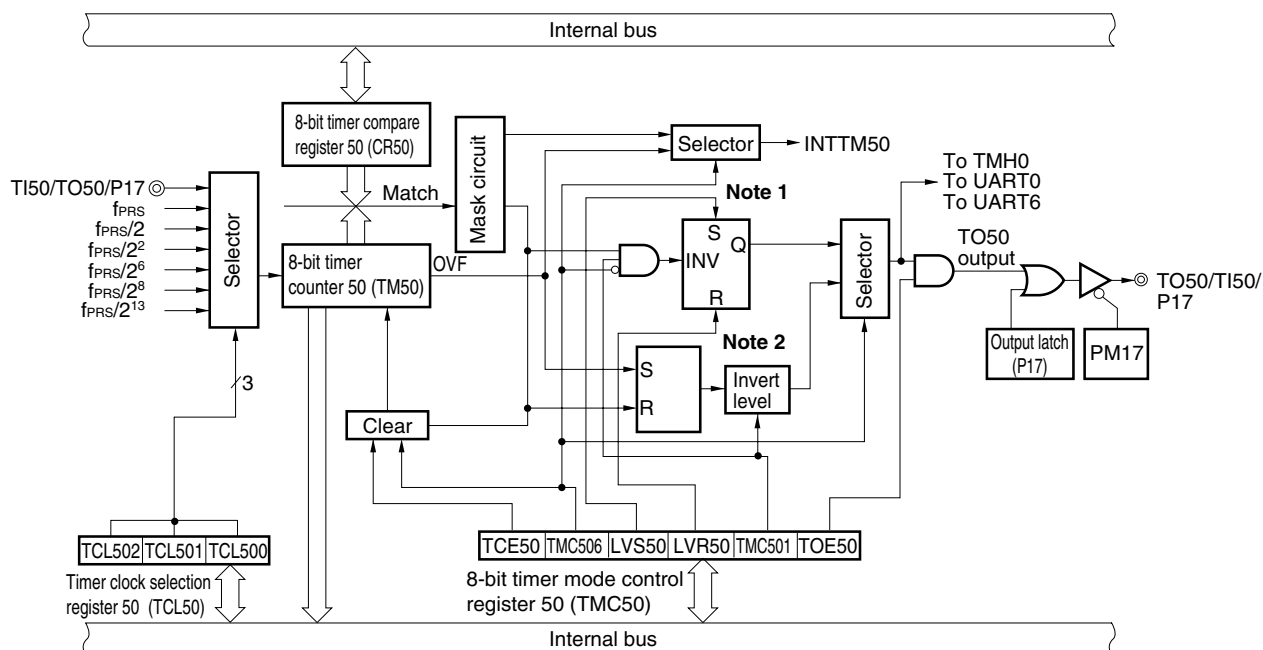 Internal bus
8-bit timer compare
register 50 (CR50)
Mask circuit
Selector
INTTM50
To TMH0
To UART0
To UART6
TI50/TO50/P17
Match
Note 1
fPRS
fPRS/2
fPRS/2²
fPRS/2⁶
fPRS/2⁸
fPRS/2¹³
Selector
8-bit timer
counter 50 (TM50)
OVF
S
Q
INV
R
Selector
TO50
output
TO50/TI50/
P17
Note 2
Output latch
(P17)
PM17
S
R
Invert
level
3
Clear
TCL502
TCL501
TCL500
Timer clock selection
register 50 (TCL50)
TCE50
TMC506
LVS50
LVR50
TMC501
TOE50
8-bit timer mode control
register 50 (TMC50)
Internal bus